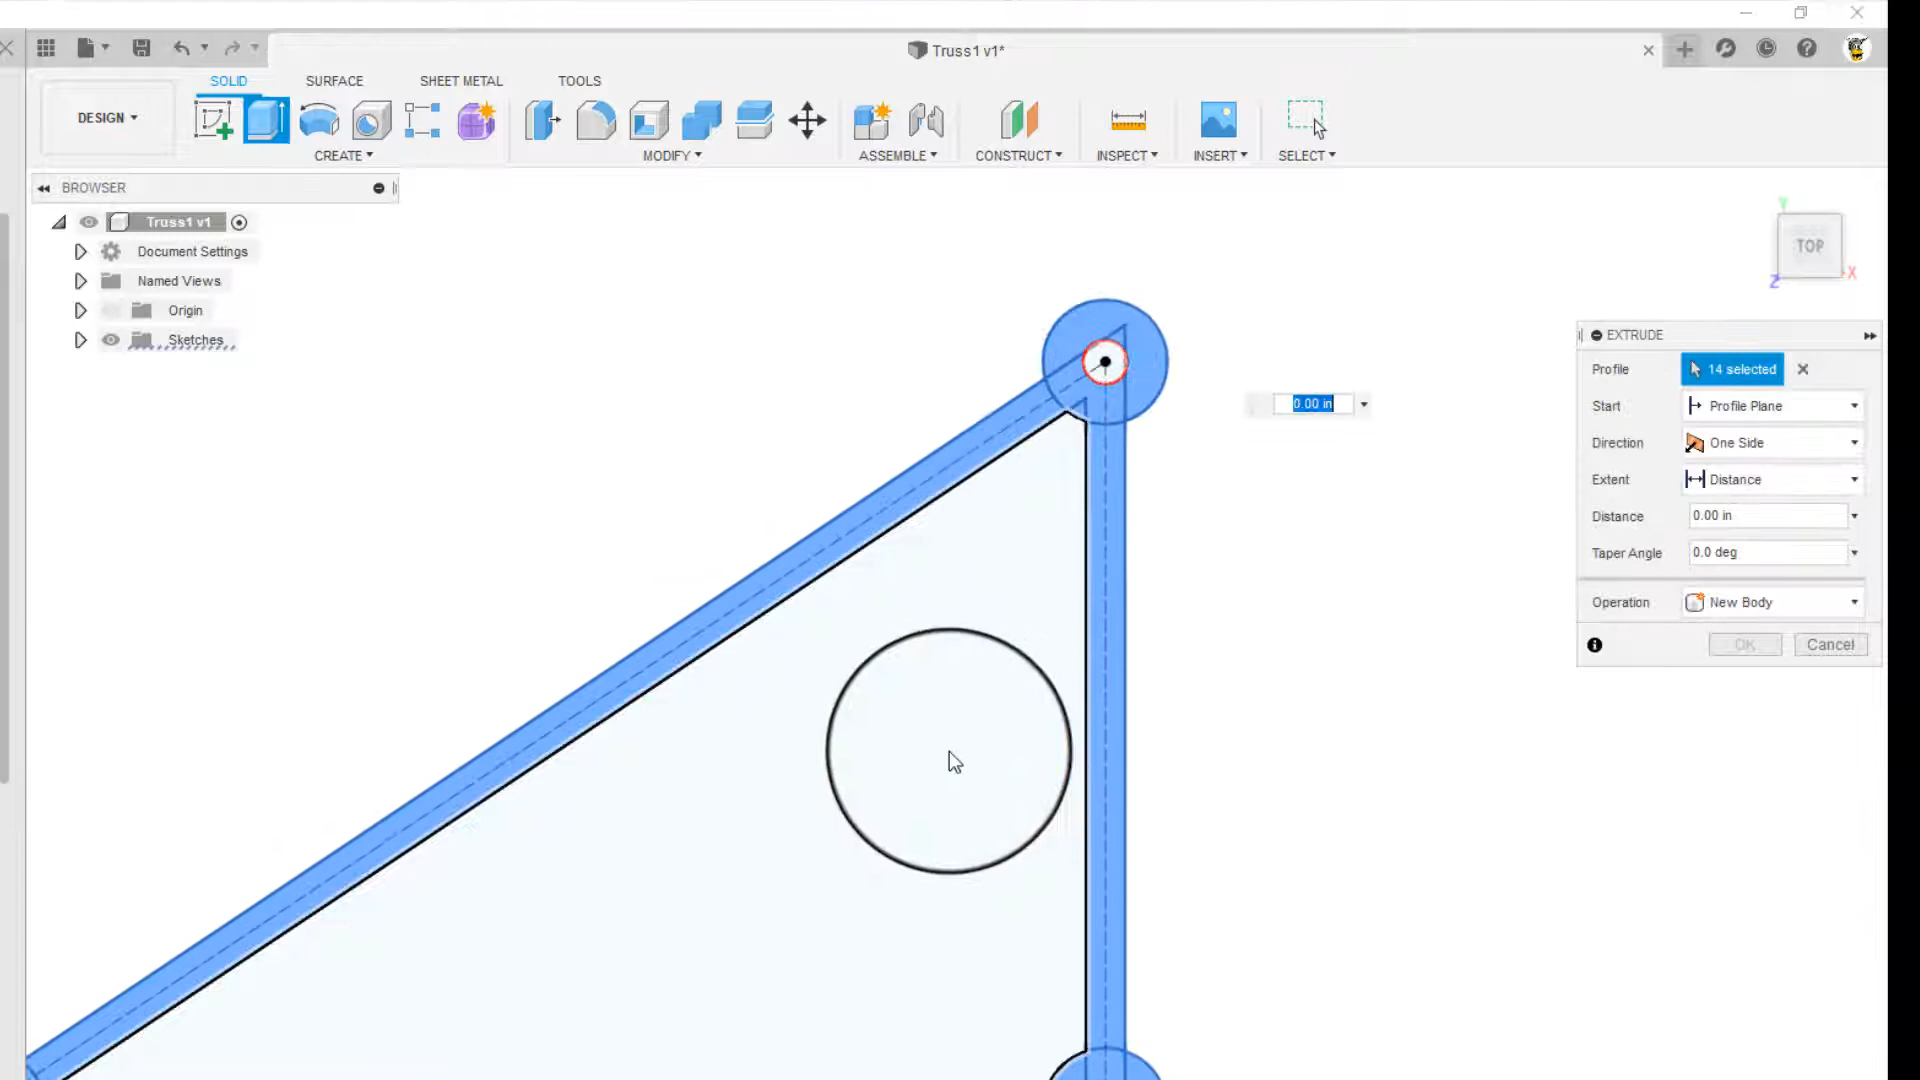 Truss1 v1*
SOLID SURFACE SHEET METAL TOOLS
DESIGN
CREATE MODIFY ASSEMBLE CONSTRUCT INSPECT INSERT SELECT
BROWSER
Truss1 v1
Document Settings
Named Views
Origin
Sketches
Y
TOP
X
Z
0.00 in
EXTRUDE
Profile 14 selected
Start Profile Plane
Direction One Side
Extent Distance
Distance 0.00 in
Taper Angle 0.0 deg
Operation New Body
OK Cancel